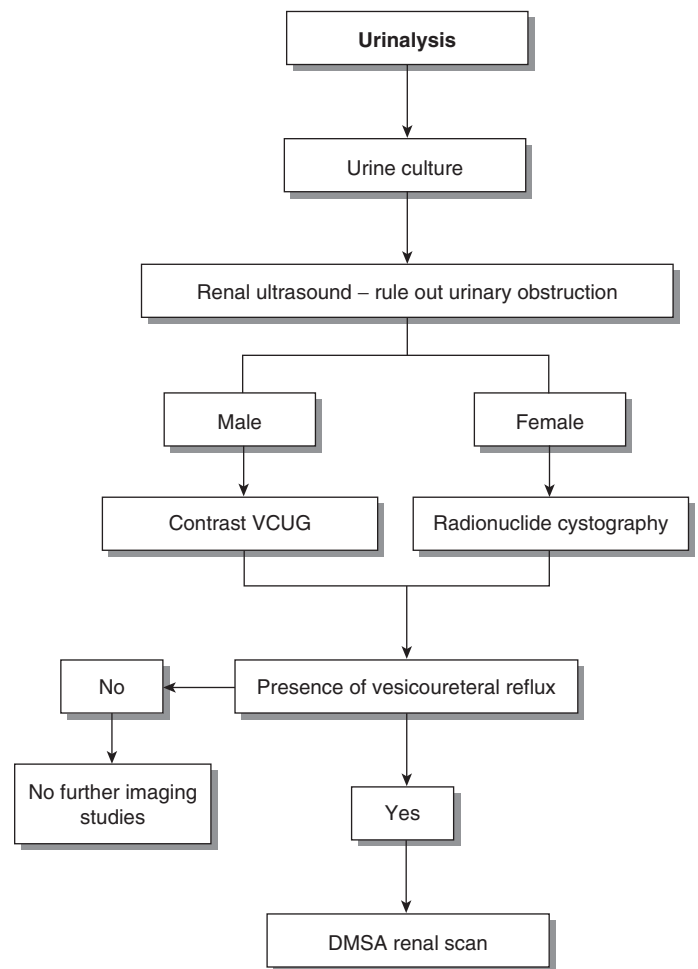 Urinalysis
Urine culture
Renal ultrasound – rule out urinary obstruction
Male
Female
Contrast VCUG
Radionuclide cystography
No
Presence of vesicoureteral reflux
No further imaging
studies
Yes
DMSA renal scan